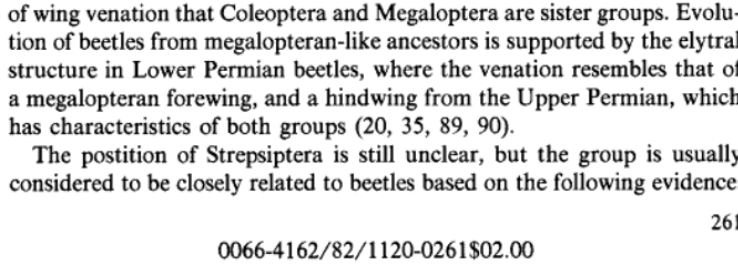 of wing venation that Coleoptera and Megaloptera are sister groups. Evolu-
tion of beetles from megalopteran-like ancestors is supported by the elytral
structure in Lower Permian beetles, where the venation resembles that of
a megalopteran forewing, and a hindwing from the Upper Permian, which
has characteristics of both groups (20, 35, 89, 90).
The postition of Strepsiptera is still unclear, but the group is usually
considered to be closely related to beetles based on the following evidence
261
0066-4162/82/1120-0261$02.00